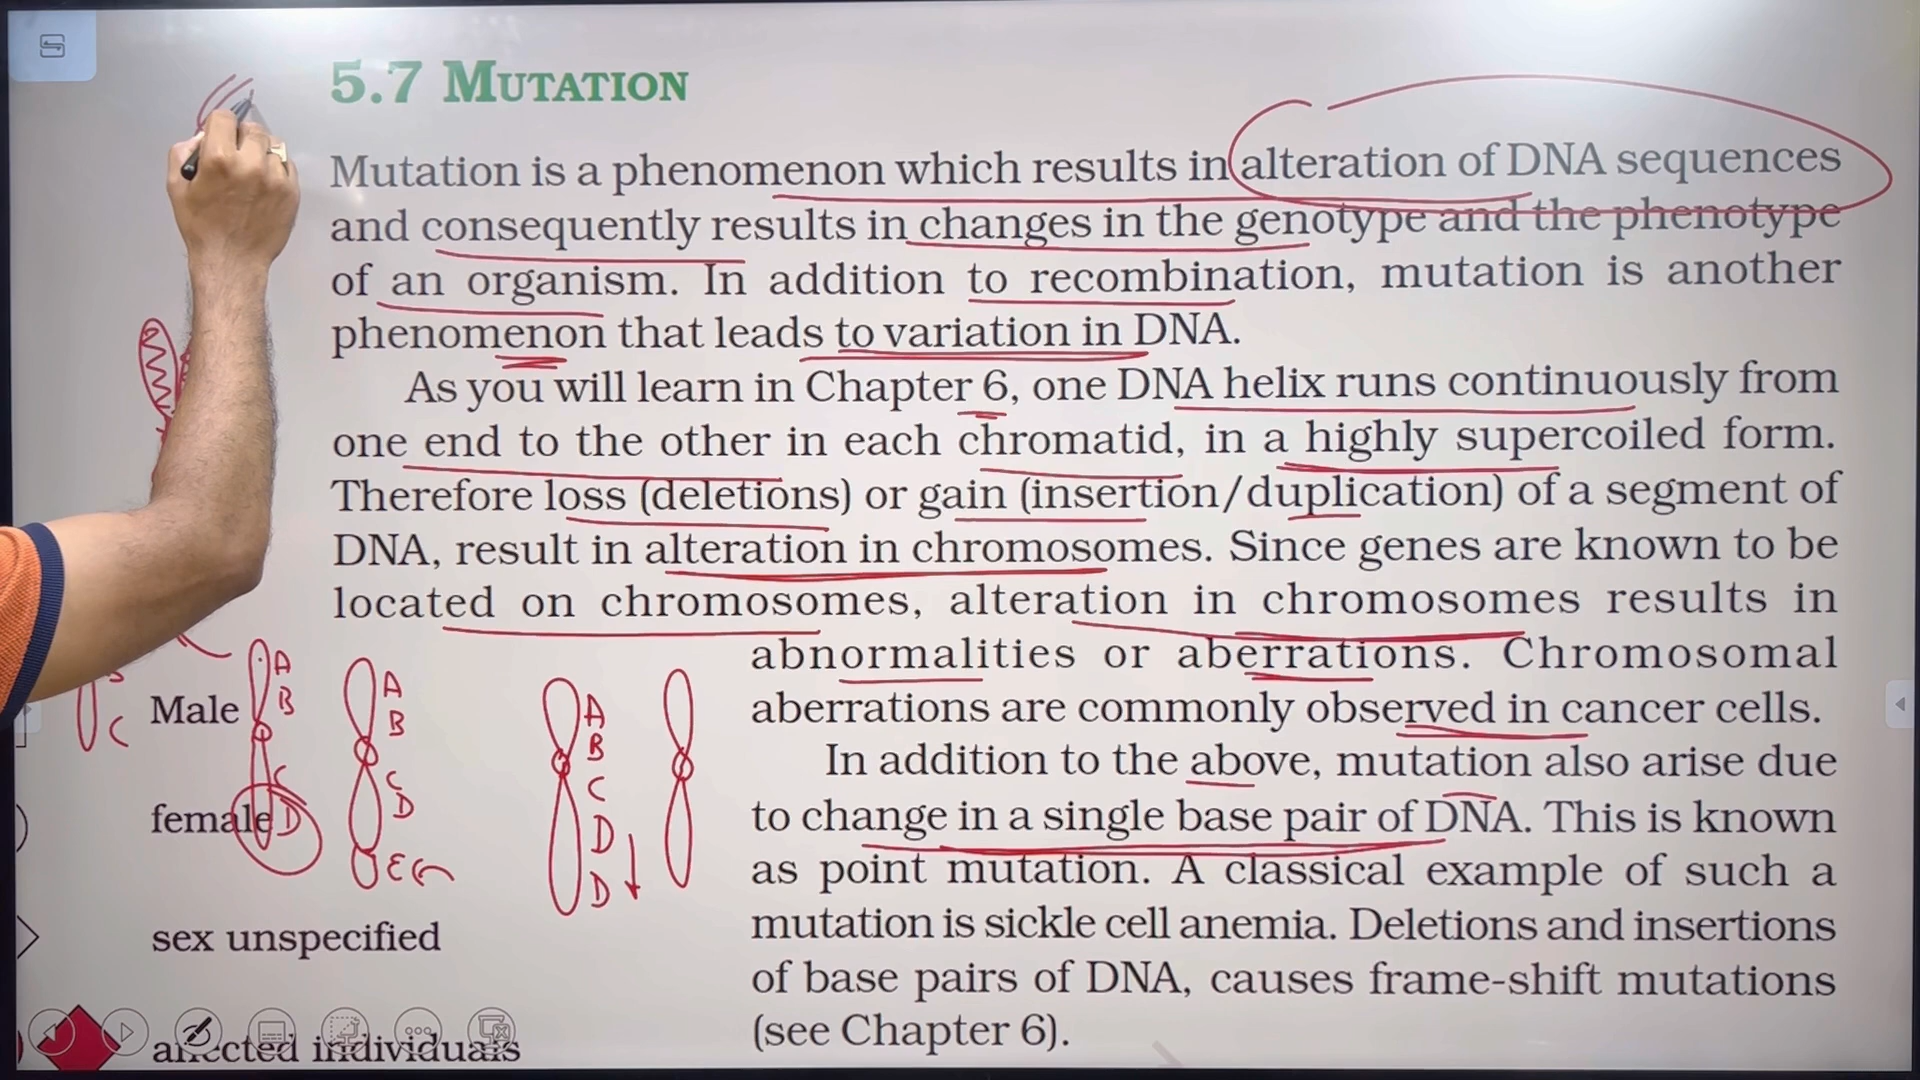 5.7 MUTATION
Mutation is a phenomenon which results in alteration of DNA sequences
and consequently results in changes in the genotype and the phenotype
of an organism. In addition to recombination, mutation is another
phenomenon that leads to variation in DNA.
As you will learn in Chapter 6, one DNA helix runs continuously from
one end to the other in each chromatid, in a highly supercoiled form.
Therefore loss (deletions) or gain (insertion/duplication) of a segment of
DNA, result in alteration in chromosomes. Since genes are known to be
located on chromosomes, alteration in chromosomes results in
abnormalities or aberrations. Chromosomal
aberrations are commonly observed in cancer cells.
In addition to the above, mutation also arise due
to change in a single base pair of DNA. This is known
as point mutation. A classical example of such a
mutation is sickle cell anemia. Deletions and insertions
of base pairs of DNA, causes frame-shift mutations
(see Chapter 6).
C
Male
female
sex unspecified
affected individuals
A
B
C
D
A
B
C
D
E
A
B
C
D
D